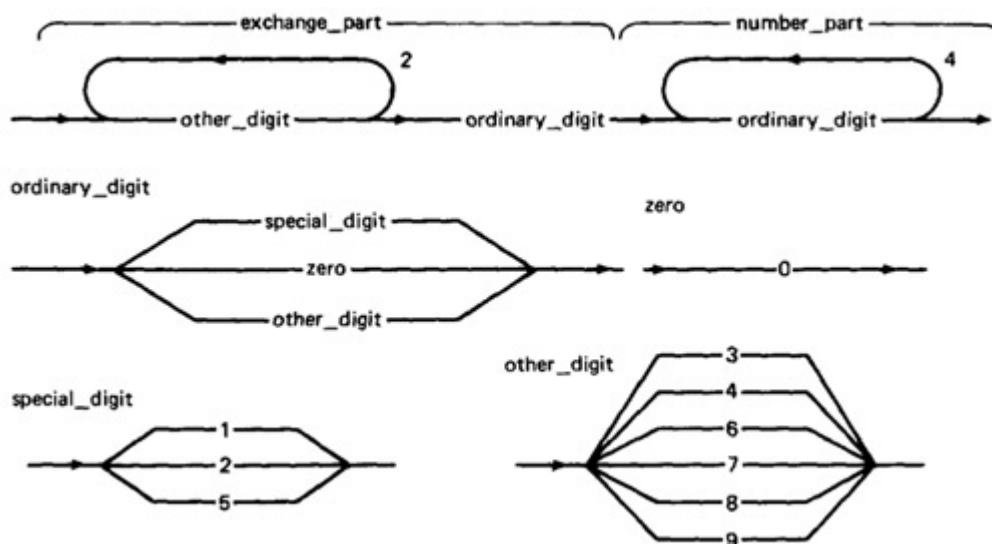 exchange_part number_part
2 4
other_digit ordinary_digit ordinary_digit
ordinary_digit
special_digit
zero
zero
0
other_digit
other_digit
3
4
special_digit
6
1
7
2
8
5
9